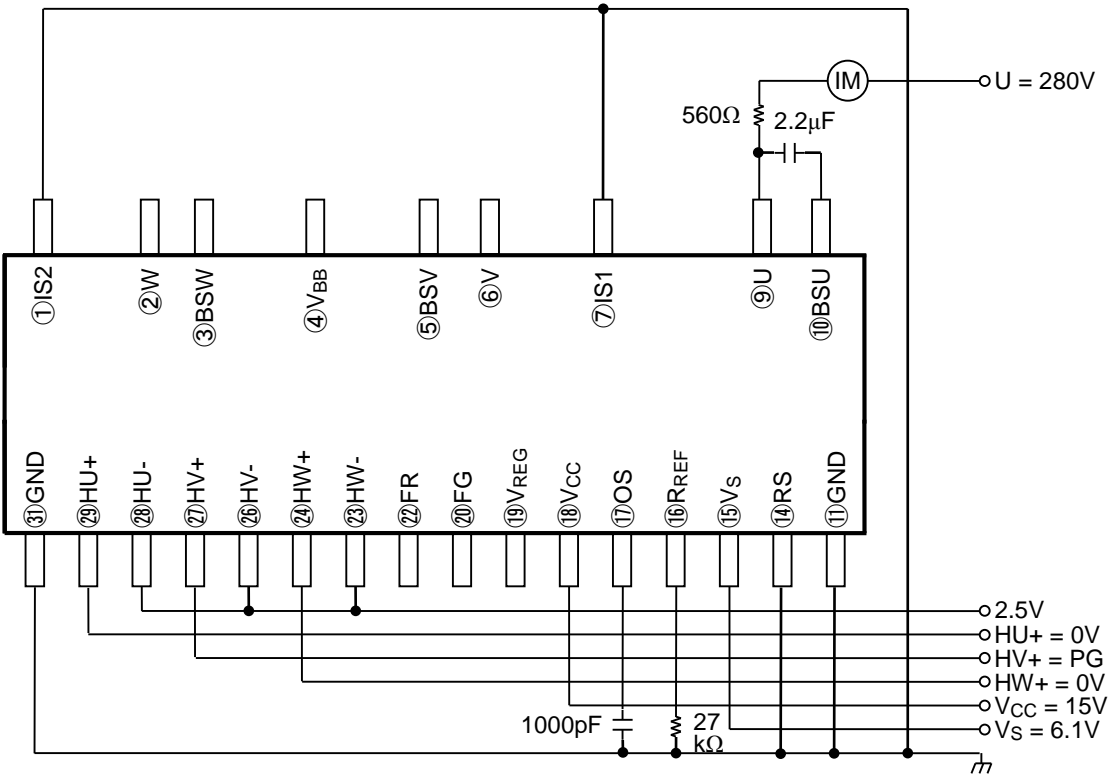 IM
U = 280V
560Ω
2.2μF
①IS2
②W
③BSW
④VBB
⑤BSV
⑥V
⑦IS1
⑨U
⑩BSU
㉛GND
㉙HU+
㉘HU-
㉗HV+
㉖HV-
㉔HW+
㉓HW-
㉒FR
⑳FG
⑲VREG
⑱VCC
⑰OS
⑯RREF
⑮VS
⑭RS
⑪GND
2.5V
HU+ = 0V
HV+ = PG
HW+ = 0V
VCC = 15V
VS = 6.1V
1000pF
27
kΩ